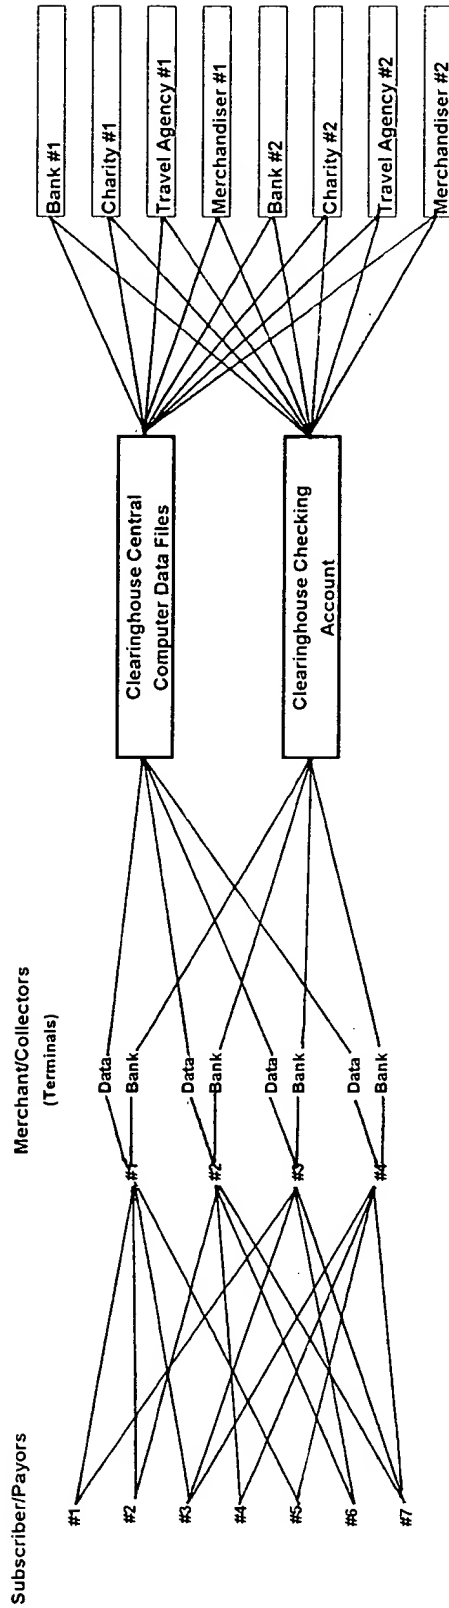 Subscriber/Payors
#1
#2
#3
#4
#5
#6
#7
Merchant/Collectors
(Terminals)
Data
Bank
#1
Data
Bank
#2
Data
Bank
#3
Data
Bank
#4
Clearinghouse Central
Computer Data Files
Clearinghouse Checking
Account
Bank #1
Charity #1
Travel Agency #1
Merchandiser #1
Bank #2
Charity #2
Travel Agency #2
Merchandiser #2